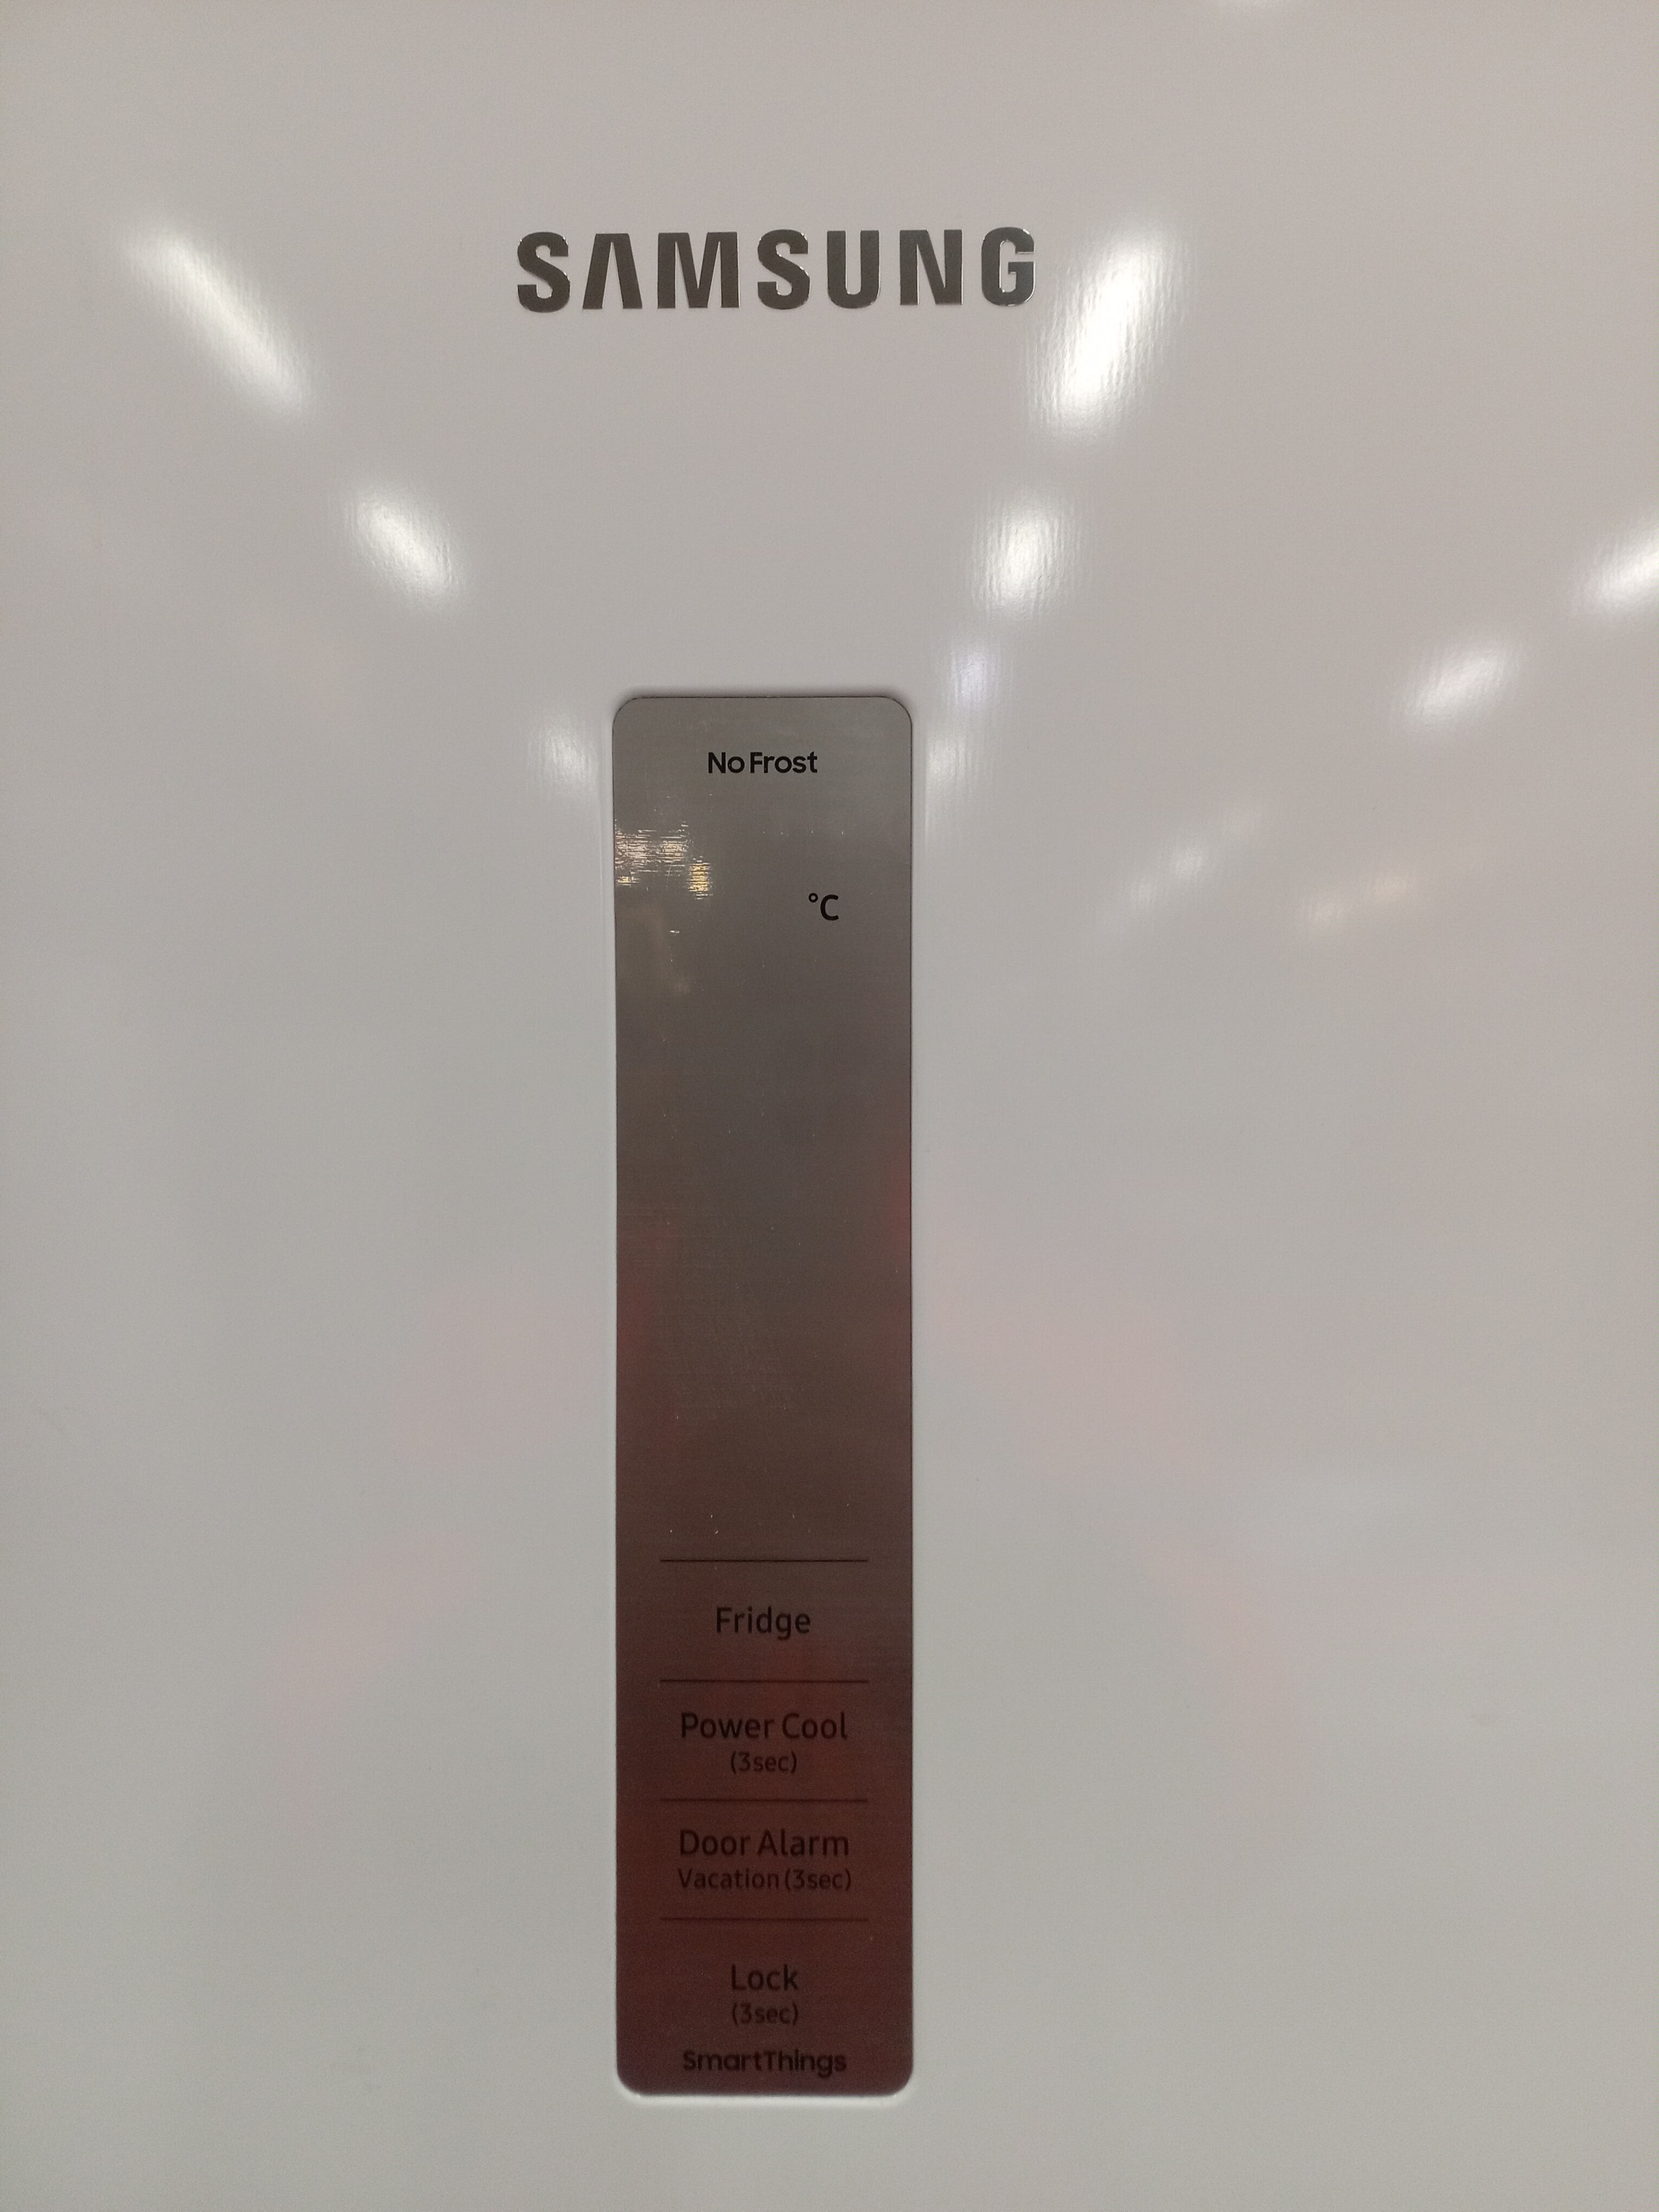 SAMSUNG
No Frost
°C
Fridge
Power Cool
(3sec)
Door Alarm
Vacation (3sec)
Lock
(3sec)
SmartThings